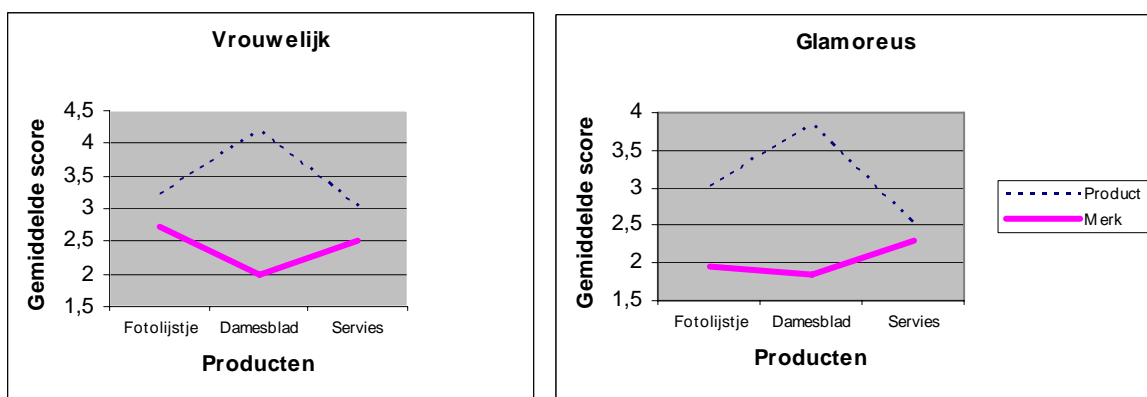 Vrouwelijk
Gemiddelde score
4,5
4
3,5
3
2,5
2
1,5
Fotolijstje Damesblad Servies
Producten
Glamoreus
Gemiddelde score
4
3,5
3
2,5
2
1,5
Fotolijstje Damesblad Servies
Producten
Product
Merk